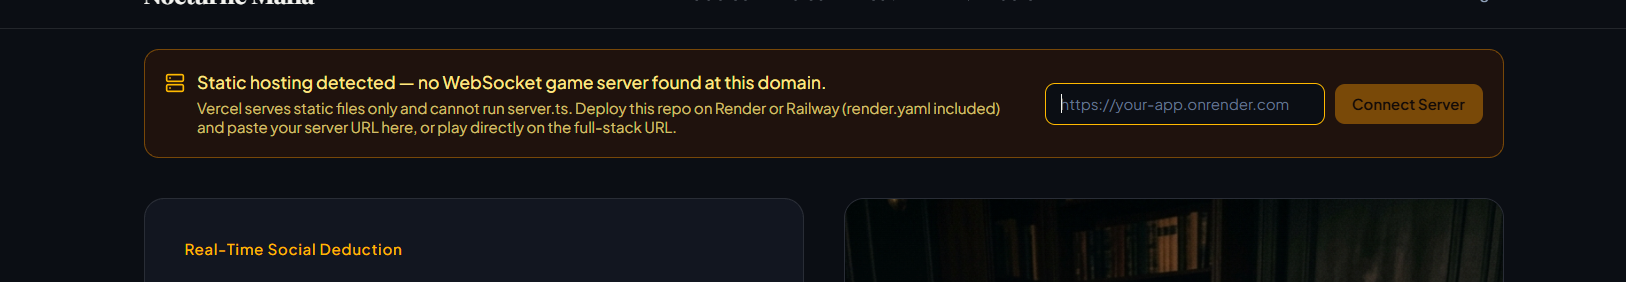 Nocturne Mafia
Static hosting detected — no WebSocket game server found at this domain.
Vercel serves static files only and cannot run server.ts. Deploy this repo on Render or Railway (render.yaml included)
and paste your server URL here, or play directly on the full-stack URL.
https://your-app.onrender.com
Connect Server
Real-Time Social Deduction